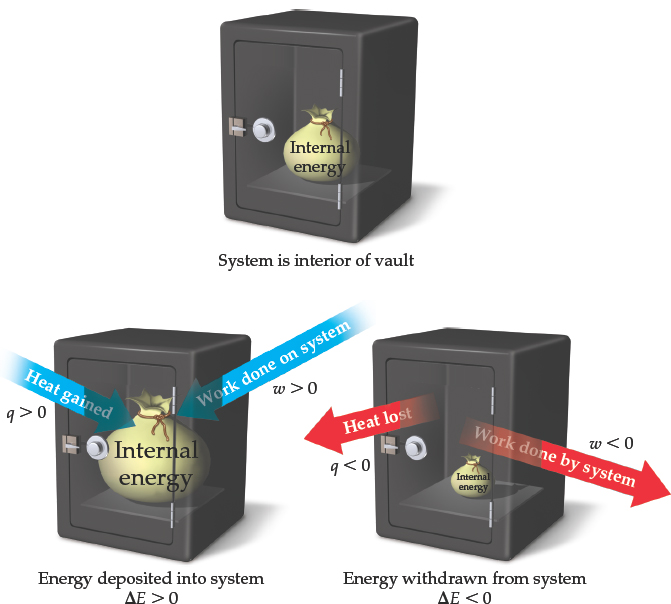 Internal
energy
System is interior of vault
Heat gained
q > 0
Work done on system
w > 0
Internal
energy
Energy deposited into system
ΔE > 0
Heat lost
q < 0
Work done by system
w < 0
Internal
energy
Energy withdrawn from system
ΔE < 0